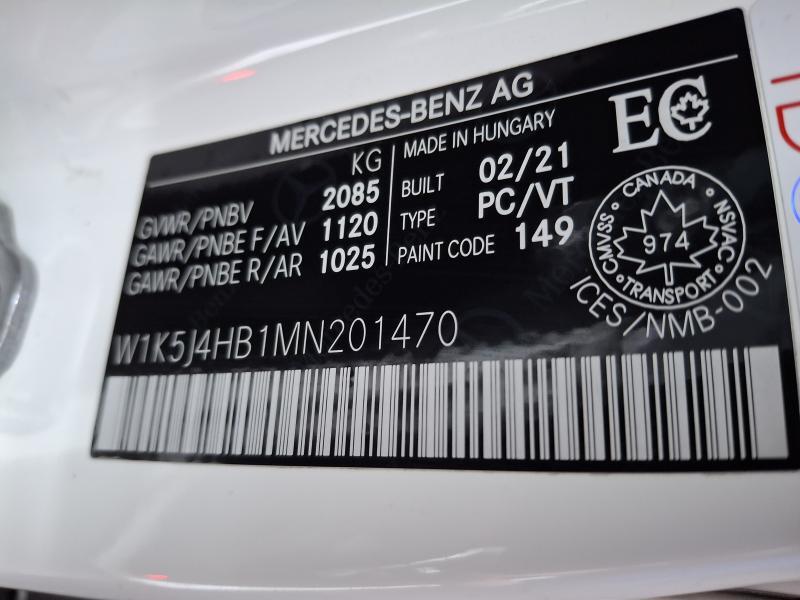 MERCEDES-BENZ AG
KG
GVWR/PNBV 2085
GAWR/PNBE F/AV 1120
GAWR/PNBE R/AR 1025
MADE IN HUNGARY
BUILT 02/21
TYPE PC/VT
PAINT CODE 149
EC
CANADA
CMVSS
974
NSVAC
TRANSPORT
ICES/NMB-002
W1K5J4HB1MN201470